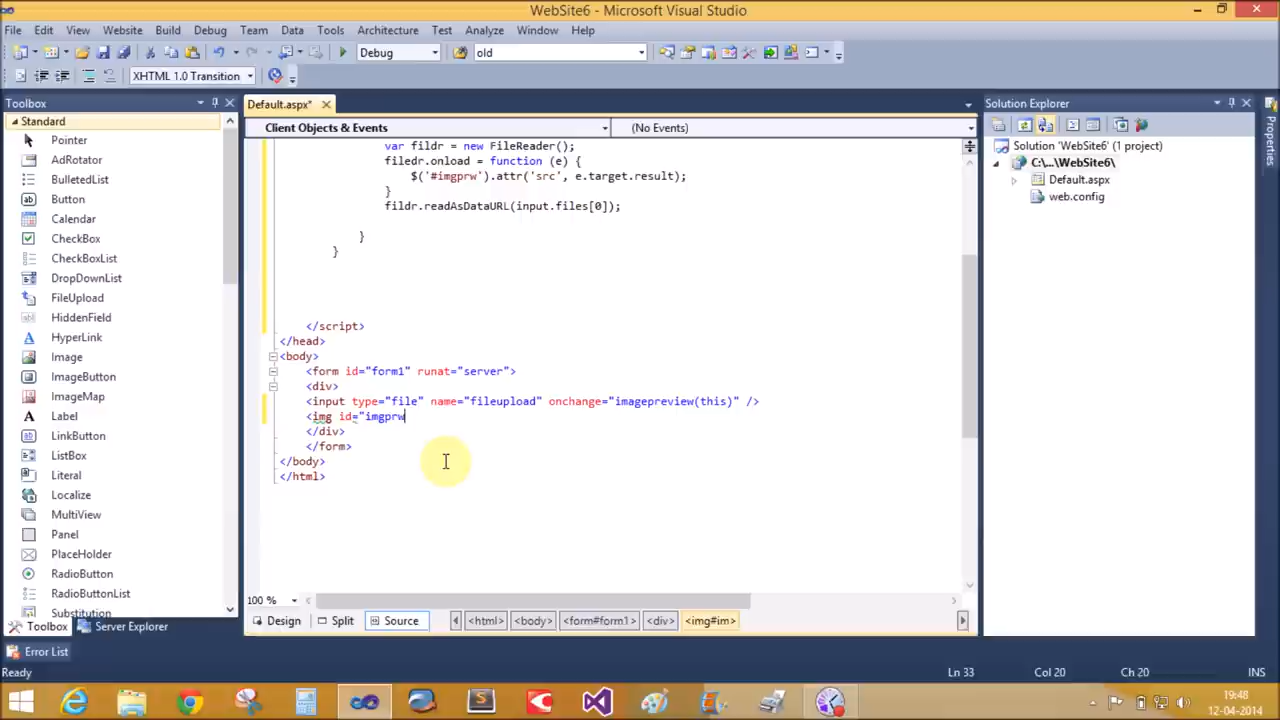 WebSite6 - Microsoft Visual Studio
File Edit View Website Build Debug Team Data Tools Architecture Test Analyze Window Help
Debug old
XHTML 1.0 Transition
Toolbox
Standard
Pointer
AdRotator
BulletedList
Button
Calendar
CheckBox
CheckBoxList
DropDownList
FileUpload
HiddenField
HyperLink
Image
ImageButton
ImageMap
Label
LinkButton
ListBox
Literal
Localize
MultiView
Panel
PlaceHolder
RadioButton
RadioButtonList
Substitution
Toolbox Server Explorer
Default.aspx*
Client Objects & Events (No Events)
var fildr = new FileReader();
filedr.onload = function (e) {
$('#imgprw').attr('src', e.target.result);
}
fildr.readAsDataURL(input.files[0]);
}
}
</script>
</head>
<body>
<form id="form1" runat="server">
<div>
<input type="file" name="fileupload" onchange="imagepreview(this)" />
<img id="imgprw
</div>
</form>
</body>
</html>
100 %
Design Split Source <html> <body> <form#form1> <div> <img#im>
Solution Explorer
Solution 'WebSite6' (1 project)
C:\...\WebSite6\
Default.aspx
web.config
Properties
Error List
Ready Ln 33 Col 20 Ch 20 INS
19:48
12-04-2014